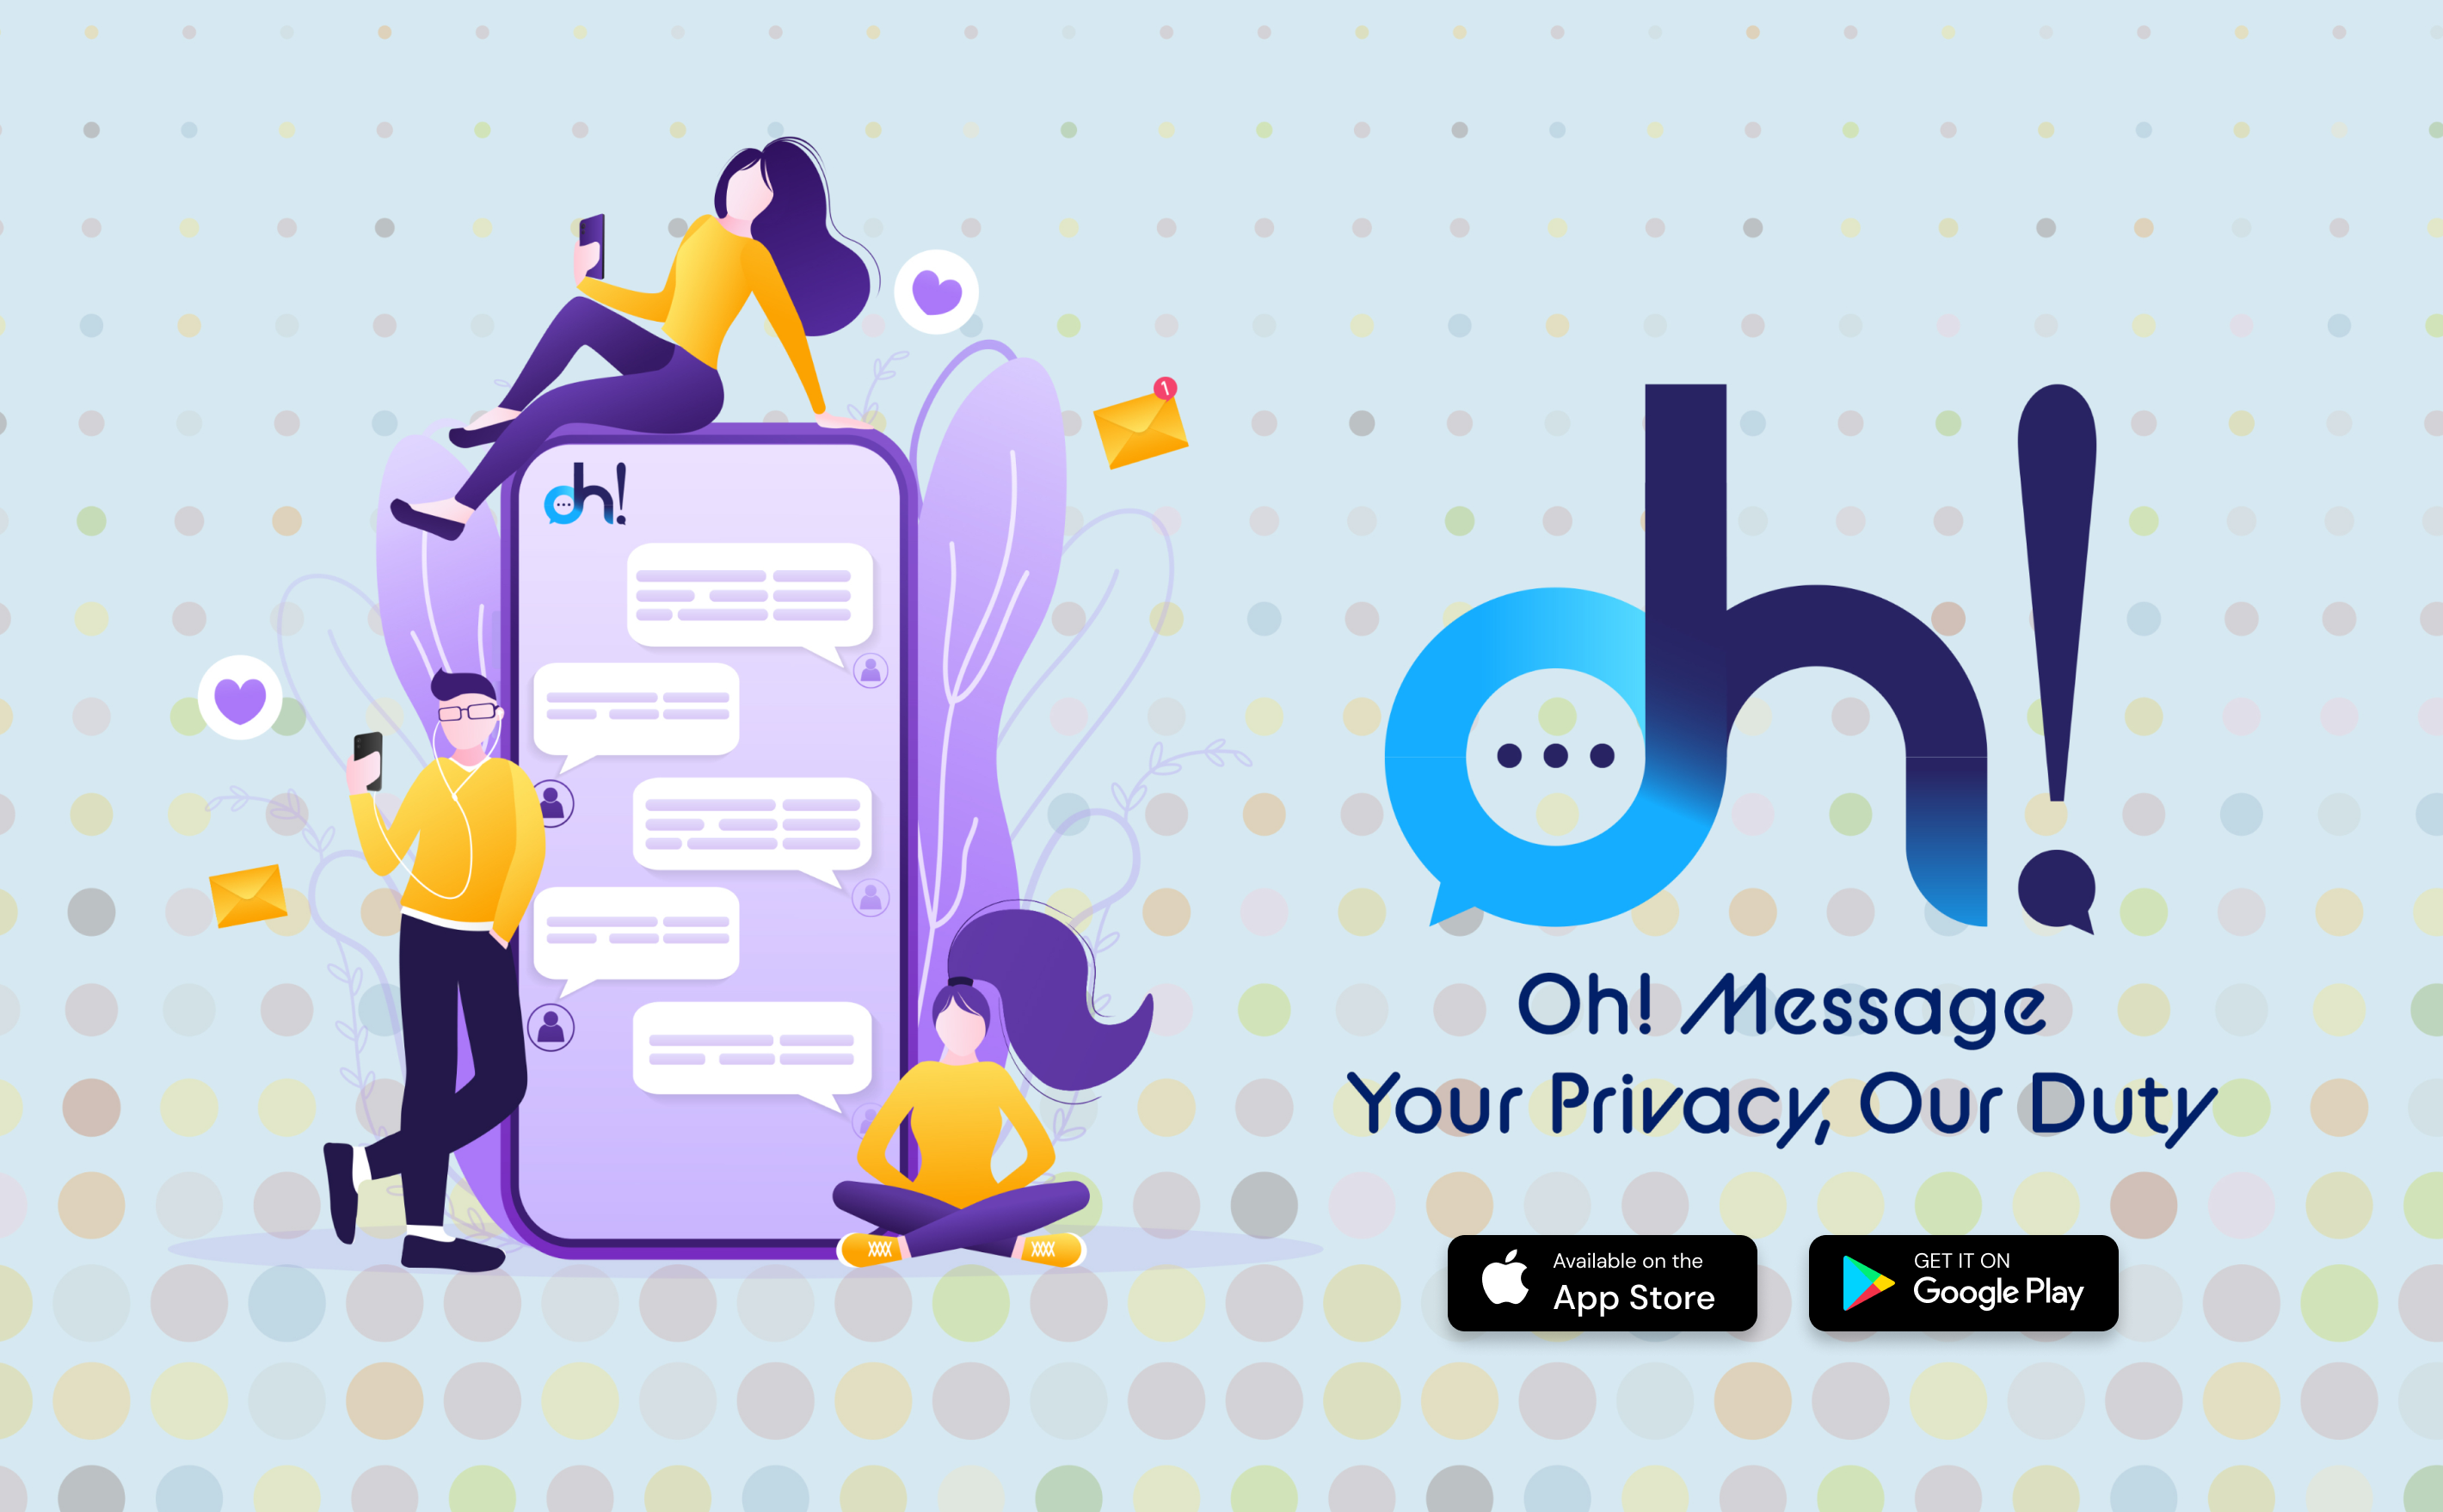 oh!
1
oh!
Oh! Message
Your Privacy, Our Duty
Available on the
App Store
GET IT ON
Google Play